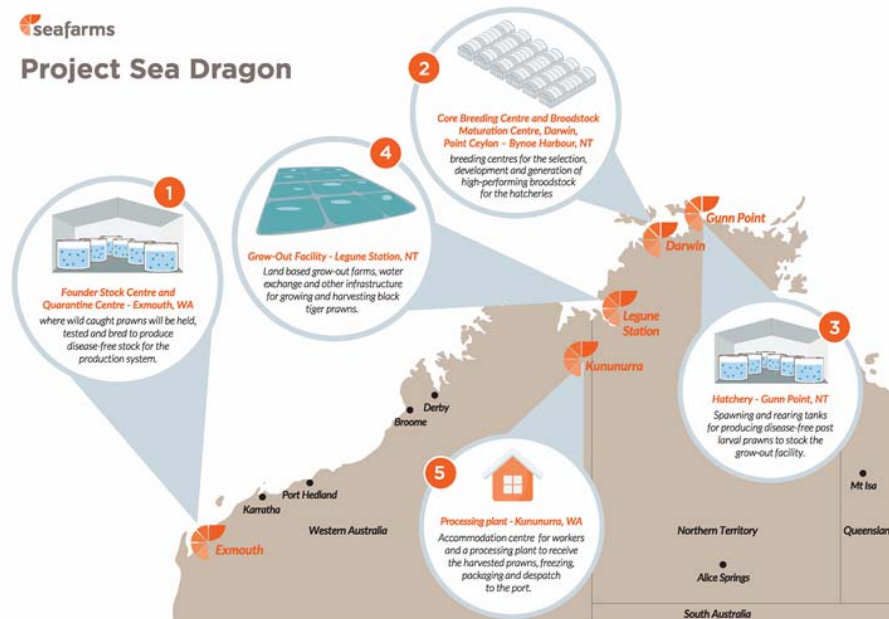 seafarms
Project Sea Dragon
1
Founder Stock Centre and
Quarantine Centre - Exmouth, WA
where wild caught prawns will be held,
tested and bred to produce
disease-free stock for the
production system.
2
Core Breeding Centre and Broodstock
Maturation Centre, Darwin,
Point Ceylon – Bynoe Harbour, NT
breeding centres for the selection,
development and generation of
high-performing broodstock
for the hatcheries
4
Grow-Out Facility - Legune Station, NT
Land based grow-out farms, water
exchange and other infrastructure
for growing and harvesting black
tiger prawns.
3
Hatchery - Gunn Point, NT
Spawning and rearing tanks
for producing disease-free post
larval prawns to stock the
grow-out facility.
5
Processing plant - Kununurra, WA
Accommodation centre for workers
and a processing plant to receive
the harvested prawns, freezing,
packaging and despatch
to the port.
Gunn Point
Darwin
Legune
Station
Kununurra
Derby
Broome
Port Hedland
Karratha
Exmouth
Western Australia
Northern Territory
Alice Springs
South Australia
Mt Isa
Queensland